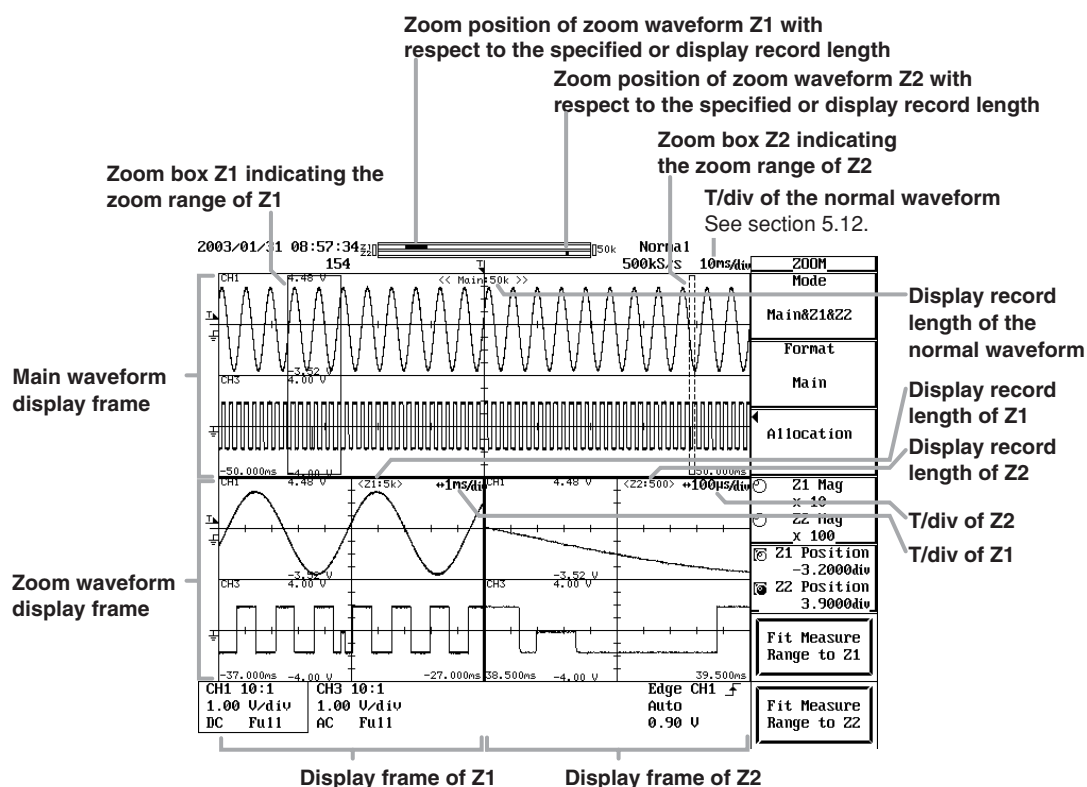 Zoom position of zoom waveform Z1 with
respect to the specified or display record length
Zoom position of zoom waveform Z2 with
respect to the specified or display record length
Zoom box Z2 indicating
the zoom range of Z2
Zoom box Z1 indicating the
zoom range of Z1
T/div of the normal waveform
See section 5.12.
2003/01/31 08:57:34
Z1
Z2
50k
Normal
154
T
500kS/s 10ms/div
ZOOM
CH1 4.48 V << Main:50k >>
Mode
Main&Z1&Z2
T
-3.52 V
CH3 4.00 V
Format
Main
Allocation
-50.000ms -4.00 V 50.000ms
Display record
length of the
normal waveform
Display record
length of Z1
Display record
length of Z2
T/div of Z2
T/div of Z1
Main waveform
display frame
Zoom waveform
display frame
CH1 4.48 V <Z1:5k> 1ms/div
CH1 4.48 V <Z2:500> 100µs/div
T
-3.52 V -3.52 V
CH3 4.00 V CH3 4.00 V
-37.000ms -4.00 V -27.000ms
38.500ms -4.00 V 39.500ms
Z1 Mag
x 10
Z2 Mag
x 100
Z1 Position
-3.2000div
Z2 Position
3.9000div
Fit Measure
Range to Z1
Fit Measure
Range to Z2
CH1 10:1
1.00 V/div
DC Full
CH3 10:1
1.00 V/div
AC Full
Edge CH1
Auto
0.90 V
Display frame of Z1
Display frame of Z2